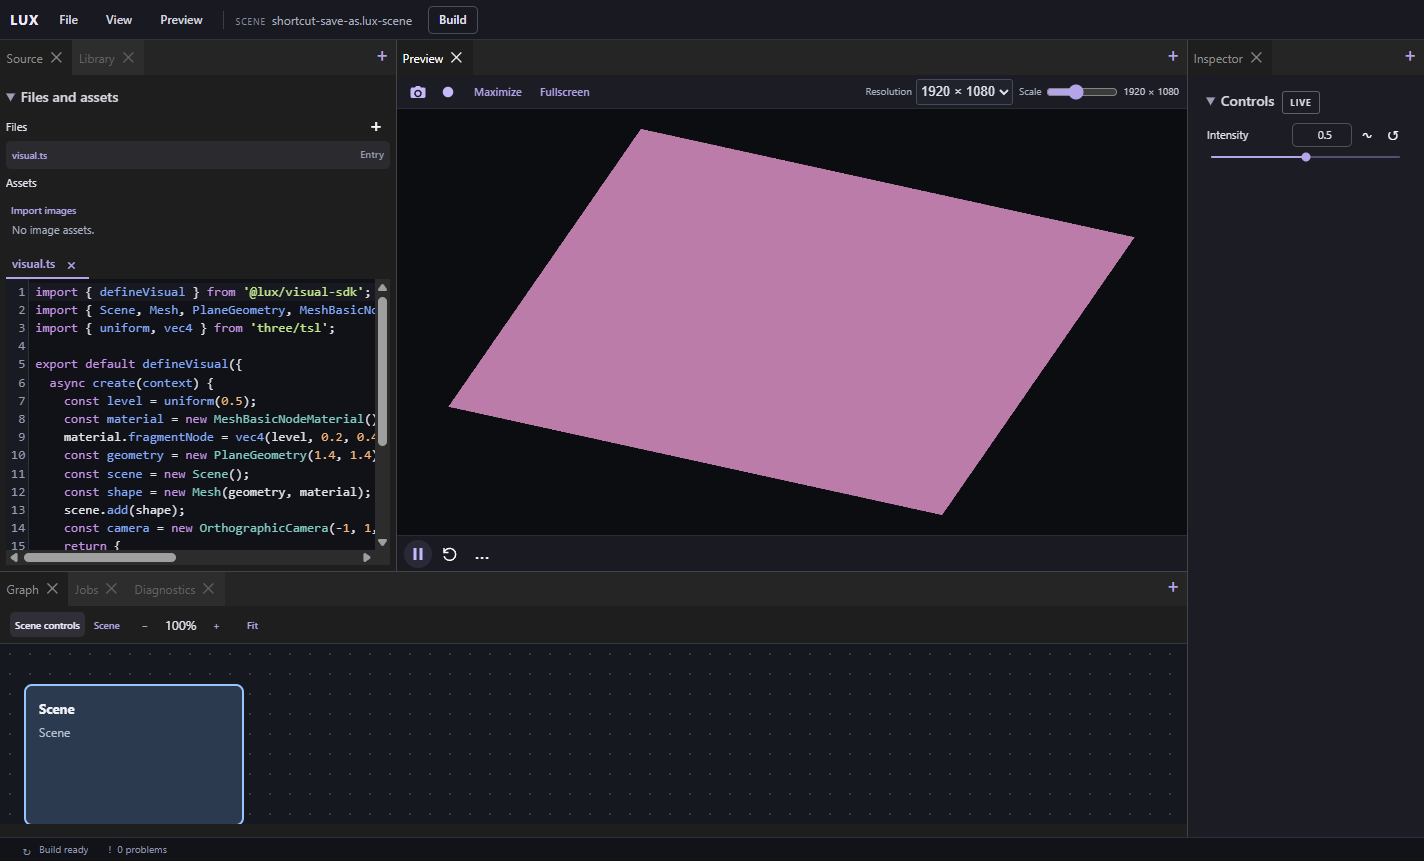 LUX File View Preview SCENE shortcut-save-as.lux-scene Build
Source Library +
Files and assets
Files +
visual.ts Entry
Assets
Import images
No image assets.
visual.ts
1 import { defineVisual } from '@lux/visual-sdk';
2 import { Scene, Mesh, PlaneGeometry, MeshBasicNo
3 import { uniform, vec4 } from 'three/tsl';
4
5 export default defineVisual({
6 async create(context) {
7 const level = uniform(0.5);
8 const material = new MeshBasicNodeMaterial()
9 material.fragmentNode = vec4(level, 0.2, 0.4
10 const geometry = new PlaneGeometry(1.4, 1.4)
11 const scene = new Scene();
12 const shape = new Mesh(geometry, material);
13 scene.add(shape);
14 const camera = new OrthographicCamera(-1, 1,
15 return {
Preview +
Maximize Fullscreen Resolution 1920 × 1080 Scale 1920 × 1080
...
Inspector +
Controls LIVE
Intensity 0.5
Graph Jobs Diagnostics +
Scene controls Scene − 100% + Fit
Scene
Scene
Build ready ! 0 problems